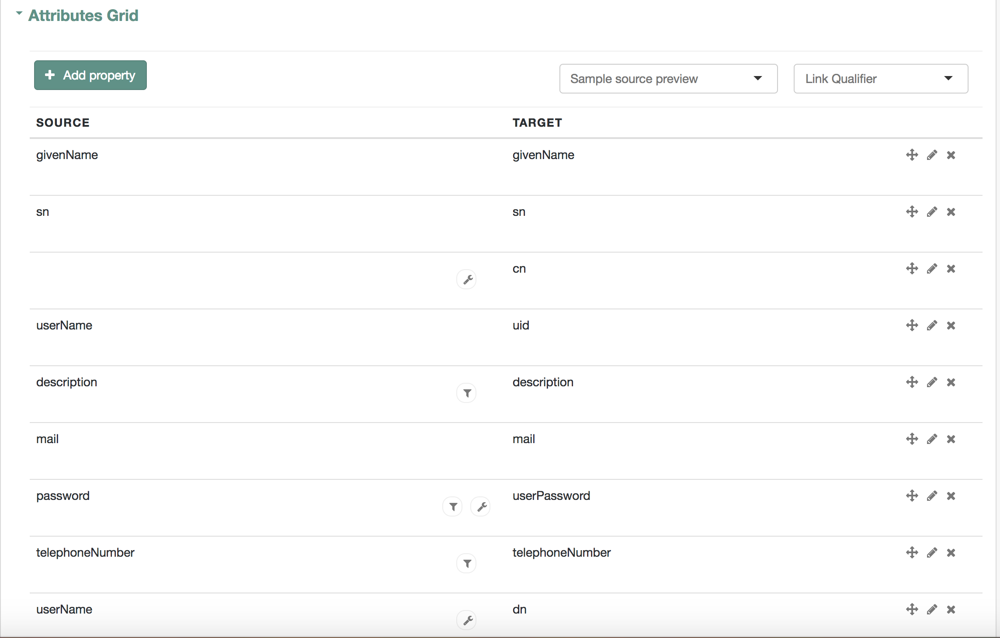 Attributes Grid
Add property
Sample source preview
Link Qualifier
SOURCE TARGET
givenName givenName
sn sn
cn
userName uid
description description
mail mail
password userPassword
telephoneNumber telephoneNumber
userName dn